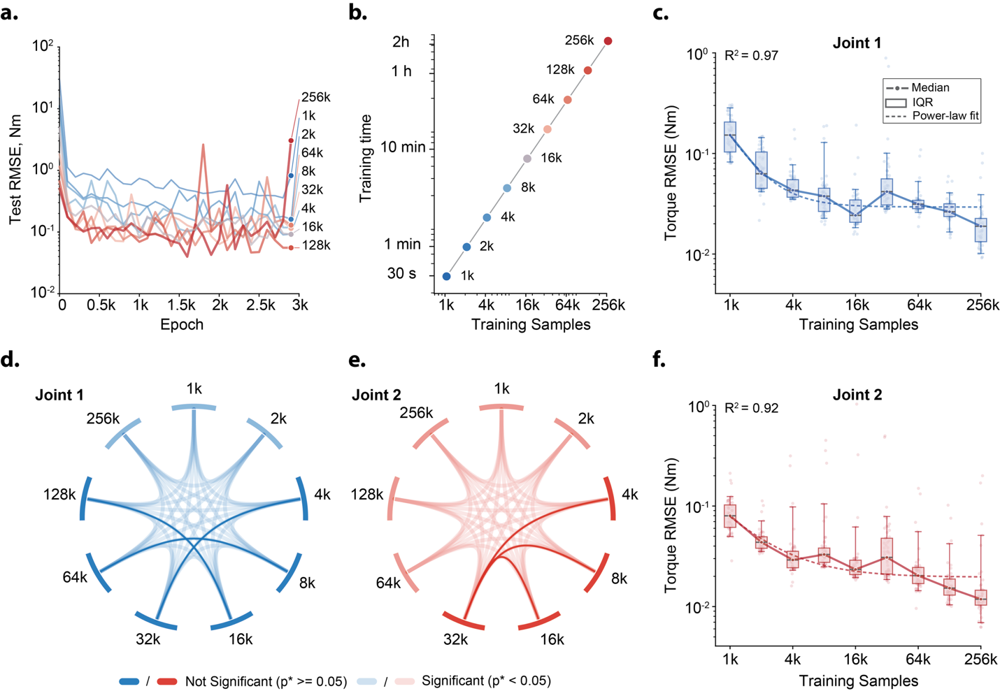 a.
10²
10¹
10⁰
10⁻¹
10⁻²
Test RMSE, Nm
256k
1k
2k
64k
8k
32k
4k
16k
128k
0 0.5k 1k 1.5k 2k 2.5k 3k
Epoch
b.
2h
1 h
10 min
1 min
30 s
Training time
256k
128k
64k
32k
16k
8k
4k
2k
1k
1k 4k 16k 64k 256k
Training Samples
c.
Joint 1
R² = 0.97
Median
IQR
Power-law fit
10⁰
10⁻¹
10⁻²
Torque RMSE (Nm)
1k 4k 16k 64k 256k
Training Samples
d.
Joint 1
1k
2k
4k
8k
16k
32k
64k
128k
256k
e.
Joint 2
1k
2k
4k
8k
16k
32k
64k
128k
256k
/ Not Significant (p* >= 0.05) / Significant (p* < 0.05)
f.
Joint 2
R² = 0.92
10⁰
10⁻¹
10⁻²
Torque RMSE (Nm)
1k 4k 16k 64k 256k
Training Samples